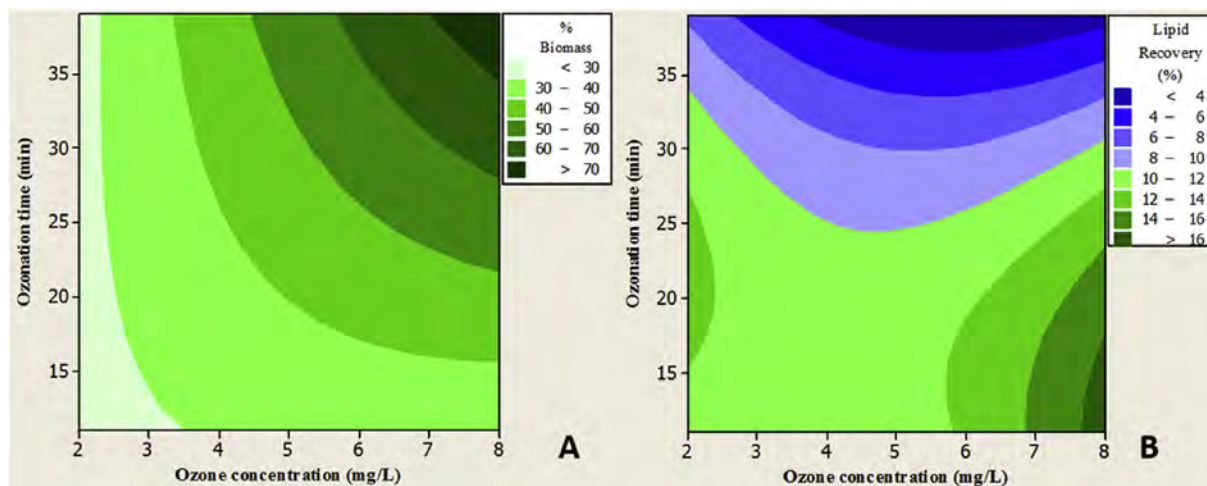 %
Biomass
< 30
30 – 40
40 – 50
50 – 60
60 – 70
> 70
35
30
25
20
15
Ozonation time (min)
2 3 4 5 6 7 8
Ozone concentration (mg/L)
A
Lipid
Recovery
(%)
< 4
4 – 6
6 – 8
8 – 10
10 – 12
12 – 14
14 – 16
> 16
35
30
25
20
15
Ozonation time (min)
2 3 4 5 6 7 8
Ozone concentration (mg/L)
B